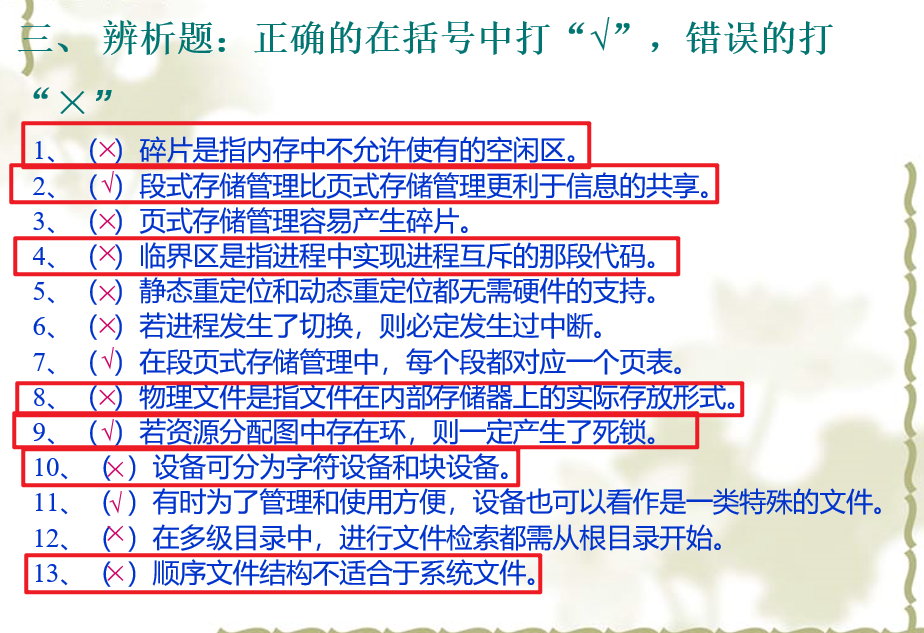 三、 辨析题：正确的在括号中打“√”，错误的打
“×”
1、 （×）碎片是指内存中不允许使有的空闲区。
2、 （√）段式存储管理比页式存储管理更利于信息的共享。
3、 （×）页式存储管理容易产生碎片。
4、 （×）临界区是指进程中实现进程互斥的那段代码。
5、 （×）静态重定位和动态重定位都无需硬件的支持。
6、 （×）若进程发生了切换，则必定发生过中断。
7、 （√）在段页式存储管理中，每个段都对应一个页表。
8、 （×）物理文件是指文件在内部存储器上的实际存放形式。
9、 （√）若资源分配图中存在环，则一定产生了死锁。
10、 （×）设备可分为字符设备和块设备。
11、 （√）有时为了管理和使用方便，设备也可以看作是一类特殊的文件。
12、 （×）在多级目录中，进行文件检索都需从根目录开始。
13、 （×）顺序文件结构不适合于系统文件。